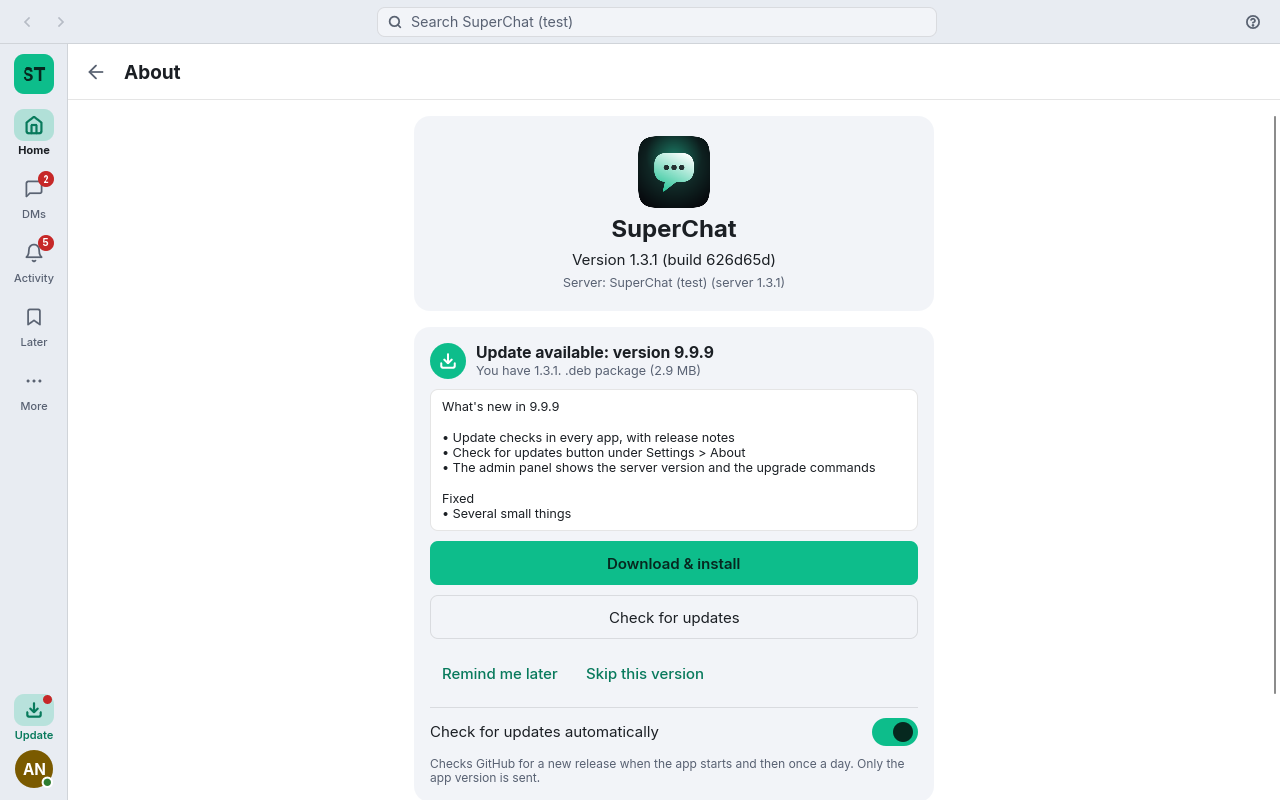 Search SuperChat (test)
ST
About
Home
2
DMs
5
Activity
Later
More
Update
AN
SuperChat
Version 1.3.1 (build 626d65d)
Server: SuperChat (test) (server 1.3.1)
Update available: version 9.9.9
You have 1.3.1. .deb package (2.9 MB)
What's new in 9.9.9
• Update checks in every app, with release notes
• Check for updates button under Settings > About
• The admin panel shows the server version and the upgrade commands
Fixed
• Several small things
Download & install
Check for updates
Remind me later
Skip this version
Check for updates automatically
Checks GitHub for a new release when the app starts and then once a day. Only the
app version is sent.